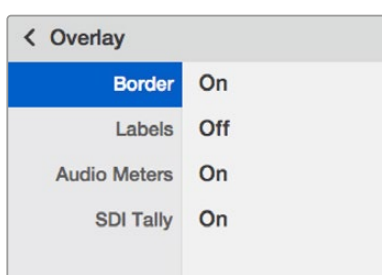 < Overlay
Border On
Labels Off
Audio Meters On
SDI Tally On